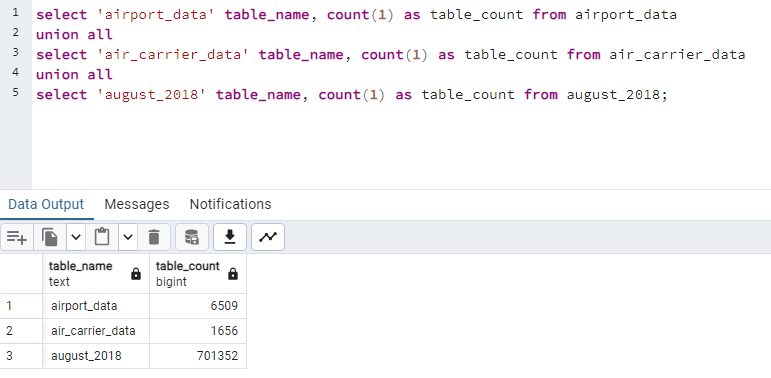 1 select 'airport_data' table_name, count(1) as table_count from airport_data
2 union all
3 select 'air_carrier_data' table_name, count(1) as table_count from air_carrier_data
4 union all
5 select 'august_2018' table_name, count(1) as table_count from august_2018;
Data Output Messages Notifications
table_name table_count
text bigint
1 airport_data 6509
2 air_carrier_data 1656
3 august_2018 701352